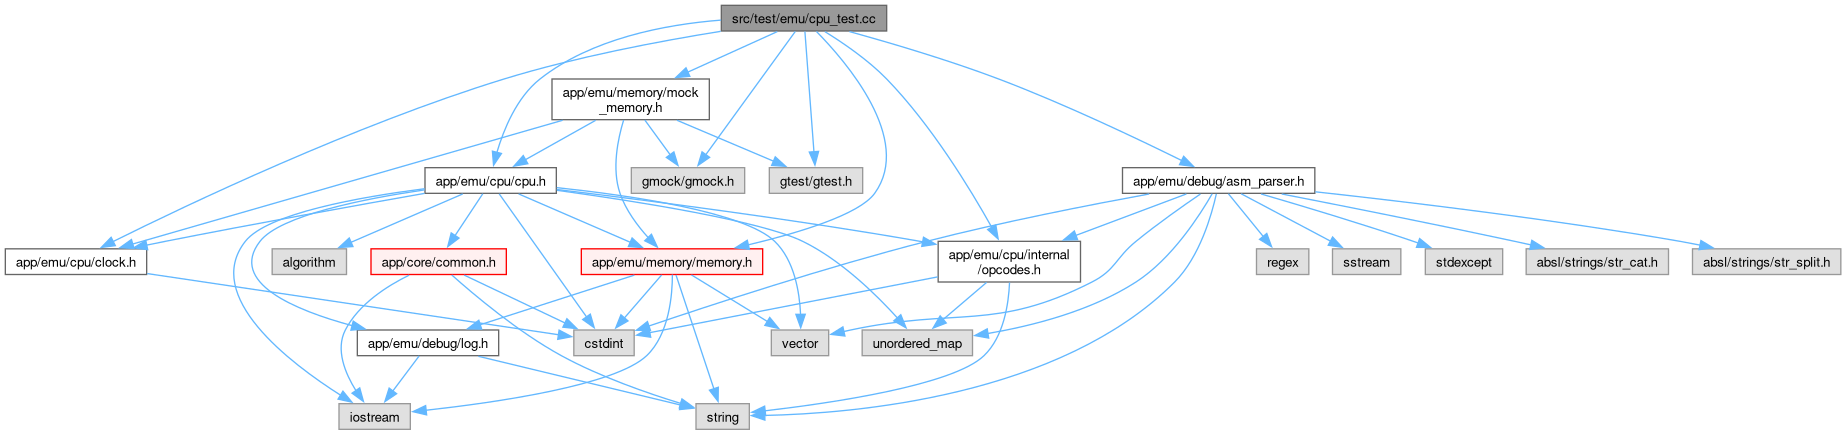 src/test/emu/cpu_test.cc
app/emu/memory/mock
_memory.h
app/emu/cpu/cpu.h
gmock/gmock.h
gtest/gtest.h
app/emu/debug/asm_parser.h
app/emu/cpu/clock.h
algorithm
app/core/common.h
app/emu/memory/memory.h
app/emu/cpu/internal
/opcodes.h
regex
sstream
stdexcept
absl/strings/str_cat.h
absl/strings/str_split.h
app/emu/debug/log.h
cstdint
vector
unordered_map
iostream
string